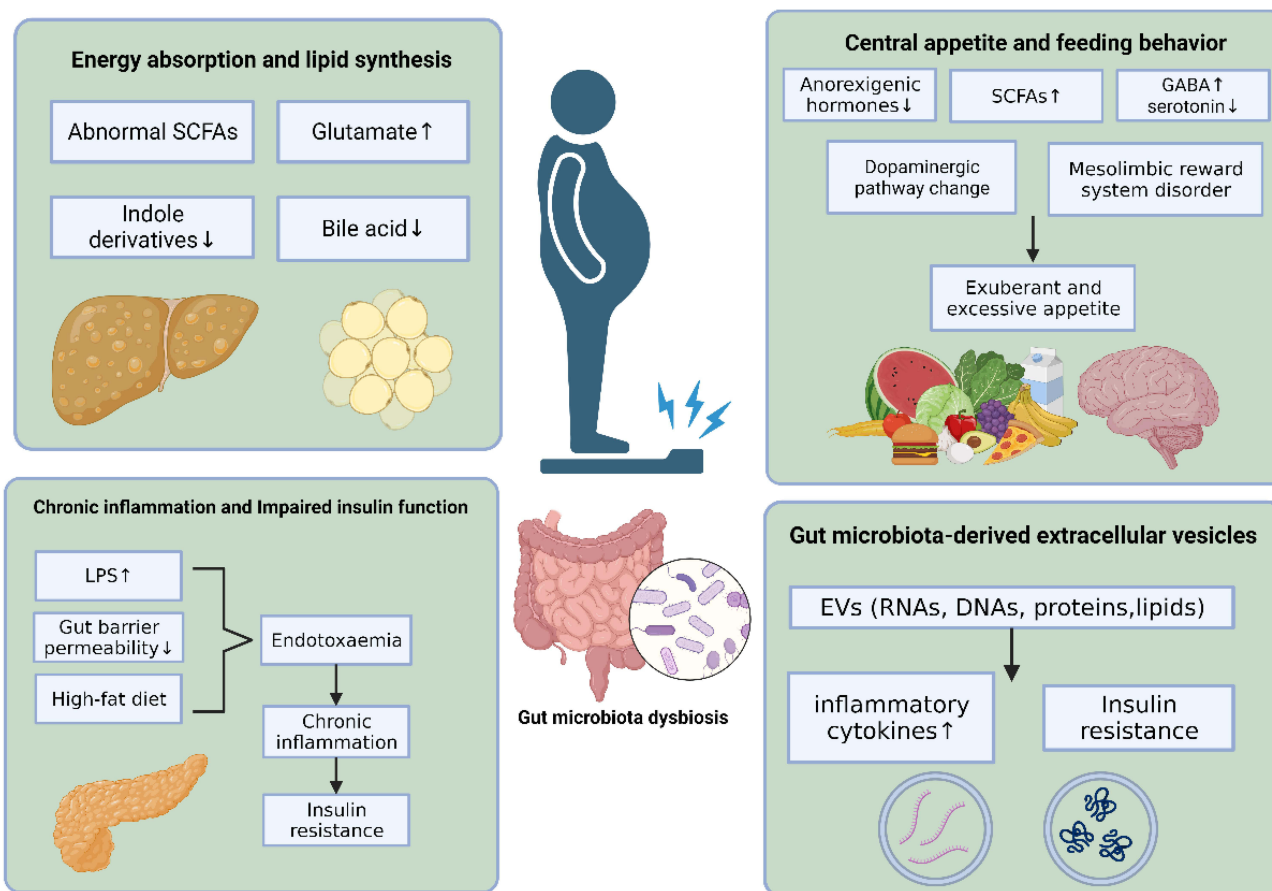 Energy absorption and lipid synthesis
Abnormal SCFAs
Glutamate↑
Indole
derivatives↓
Bile acid↓
Central appetite and feeding behavior
Anorexigenic
hormones↓
SCFAs↑
GABA↑
serotonin↓
Dopaminergic
pathway change
Mesolimbic reward
system disorder
Exuberant and
excessive appetite
Chronic inflammation and Impaired insulin function
LPS↑
Gut barrier
permeability↓
High-fat diet
Endotoxaemia
Chronic
inflammation
Insulin
resistance
Gut microbiota dysbiosis
Gut microbiota-derived extracellular vesicles
EVs (RNAs, DNAs, proteins,lipids)
inflammatory
cytokines↑
Insulin
resistance